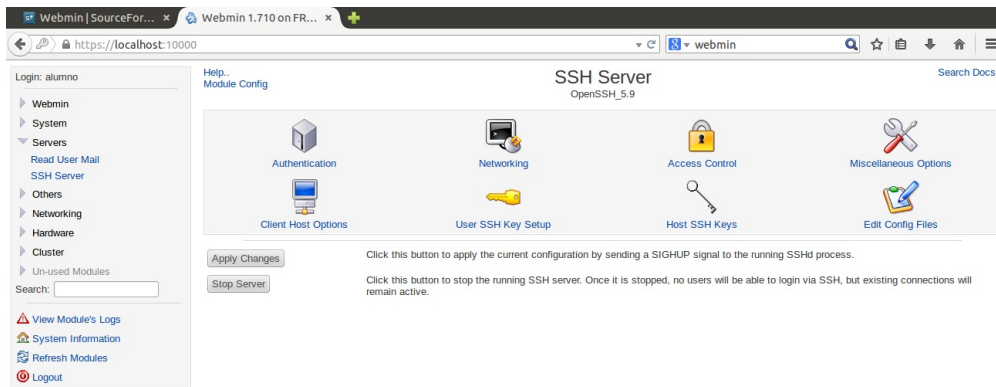 Webmin | SourceFor... ×
Webmin 1.710 on FR... ×
https://localhost:10000
webmin
Login: alumno
Webmin
System
Servers
Read User Mail
SSH Server
Others
Networking
Hardware
Cluster
Un-used Modules
Search:
View Module's Logs
System Information
Refresh Modules
Logout
Help..
Module Config
SSH Server
OpenSSH_5.9
Search Docs
Authentication
Networking
Access Control
Miscellaneous Options
Client Host Options
User SSH Key Setup
Host SSH Keys
Edit Config Files
Apply Changes
Click this button to apply the current configuration by sending a SIGHUP signal to the running SSHd process.
Stop Server
Click this button to stop the running SSH server. Once it is stopped, no users will be able to login via SSH, but existing connections will
remain active.